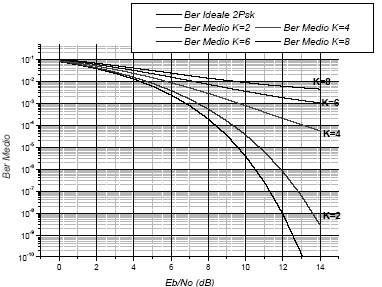 Ber Ideale 2Psk
Ber Medio K=2 Ber Medio K=4
Ber Medio K=6 Ber Medio K=8
Ber Medio
10⁻¹
10⁻²
10⁻³
10⁻⁴
10⁻⁵
10⁻⁶
10⁻⁷
10⁻⁸
10⁻⁹
10⁻¹⁰
K=8
K=6
K=4
K=2
0 2 4 6 8 10 12 14
Eb/No (dB)